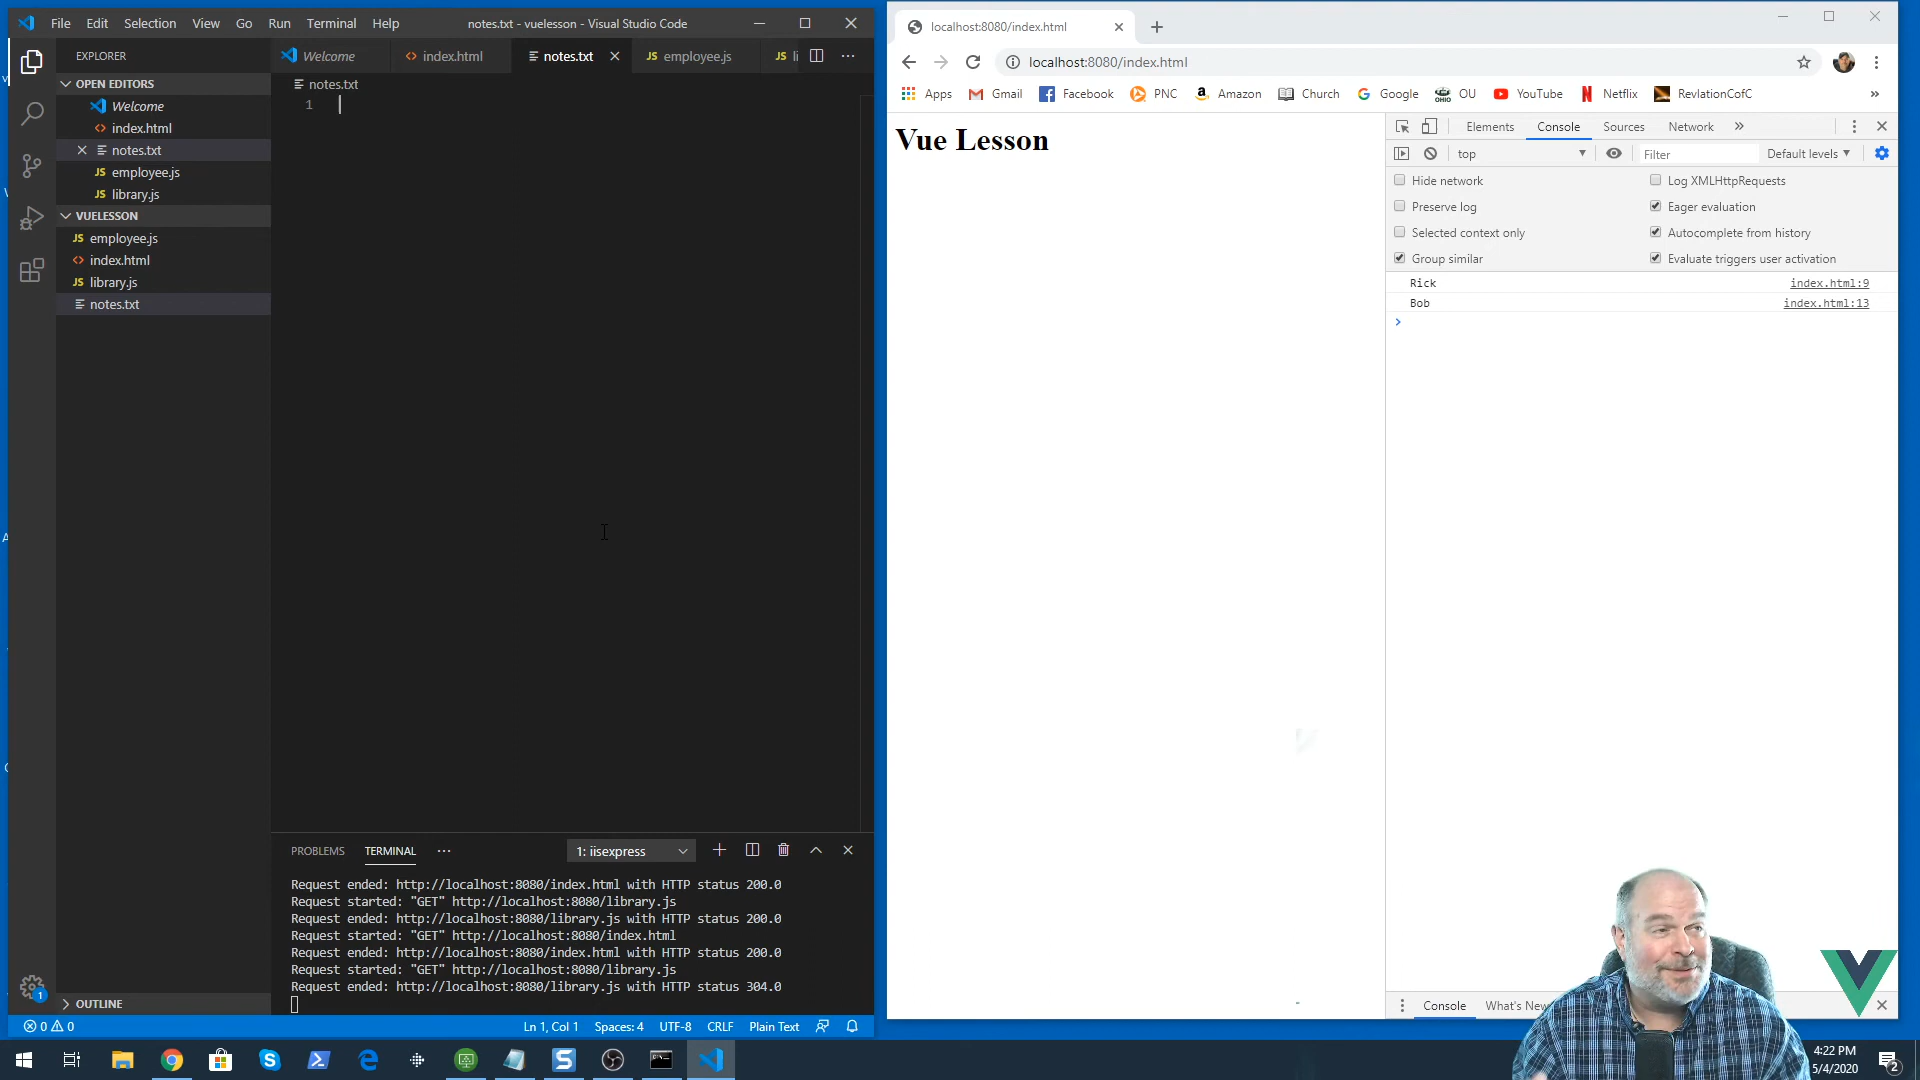 File Edit Selection View Go Run Terminal Help
notes.txt - vuelesson - Visual Studio Code
EXPLORER
OPEN EDITORS
Welcome
index.html
notes.txt
employee.js
library.js
VUELESSON
employee.js
index.html
library.js
notes.txt
OUTLINE
1
Welcome index.html notes.txt employee.js li
notes.txt
1
PROBLEMS TERMINAL 1: iisexpress
Request ended: http://localhost:8080/index.html with HTTP status 200.0
Request started: "GET" http://localhost:8080/library.js
Request ended: http://localhost:8080/library.js with HTTP status 200.0
Request started: "GET" http://localhost:8080/index.html
Request ended: http://localhost:8080/index.html with HTTP status 200.0
Request started: "GET" http://localhost:8080/library.js
Request ended: http://localhost:8080/library.js with HTTP status 304.0
0 0 Ln 1, Col 1 Spaces: 4 UTF-8 CRLF Plain Text
localhost:8080/index.html
localhost:8080/index.html
Apps Gmail Facebook PNC Amazon Church Google OU YouTube Netflix RevlationCofC
Vue Lesson
Elements Console Sources Network
top Filter Default levels
Hide network Log XMLHttpRequests
Preserve log Eager evaluation
Selected context only Autocomplete from history
Group similar Evaluate triggers user activation
Rick index.html:9
Bob index.html:13
Console What's New
4:22 PM
5/4/2020
2